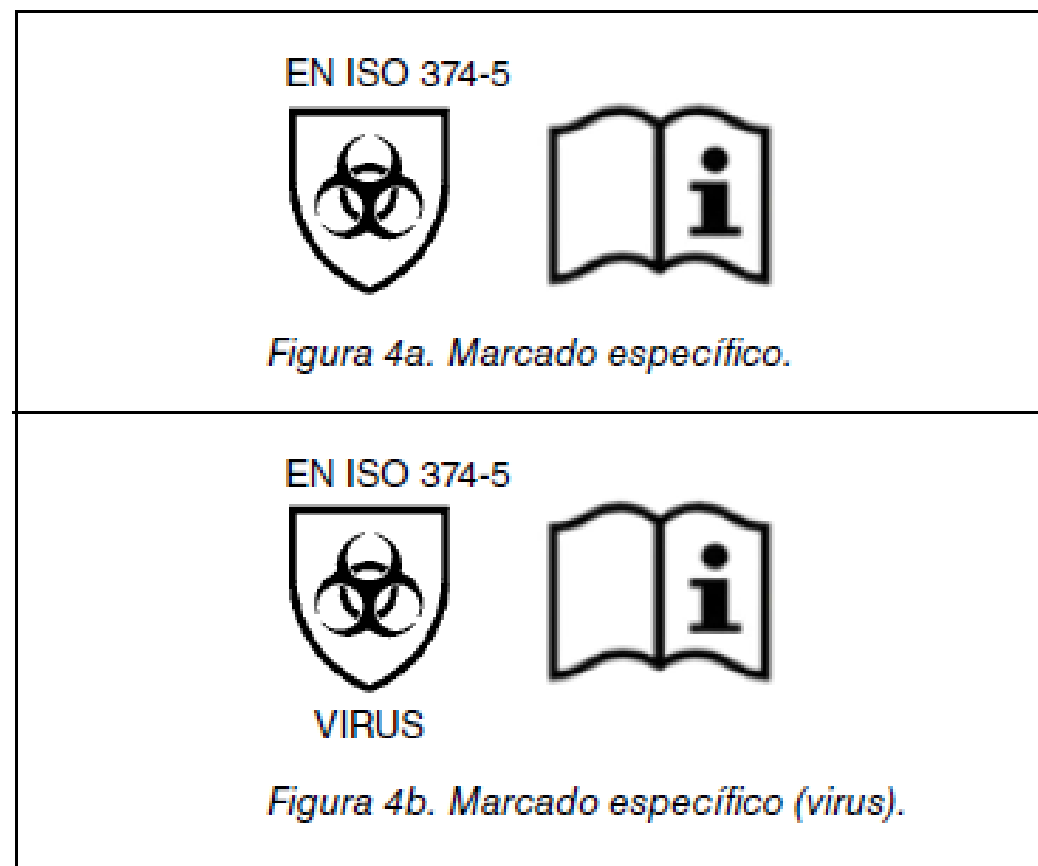 EN ISO 374-5
i
Figura 4a. Marcado específico.
EN ISO 374-5
i
VIRUS
Figura 4b. Marcado específico (virus).